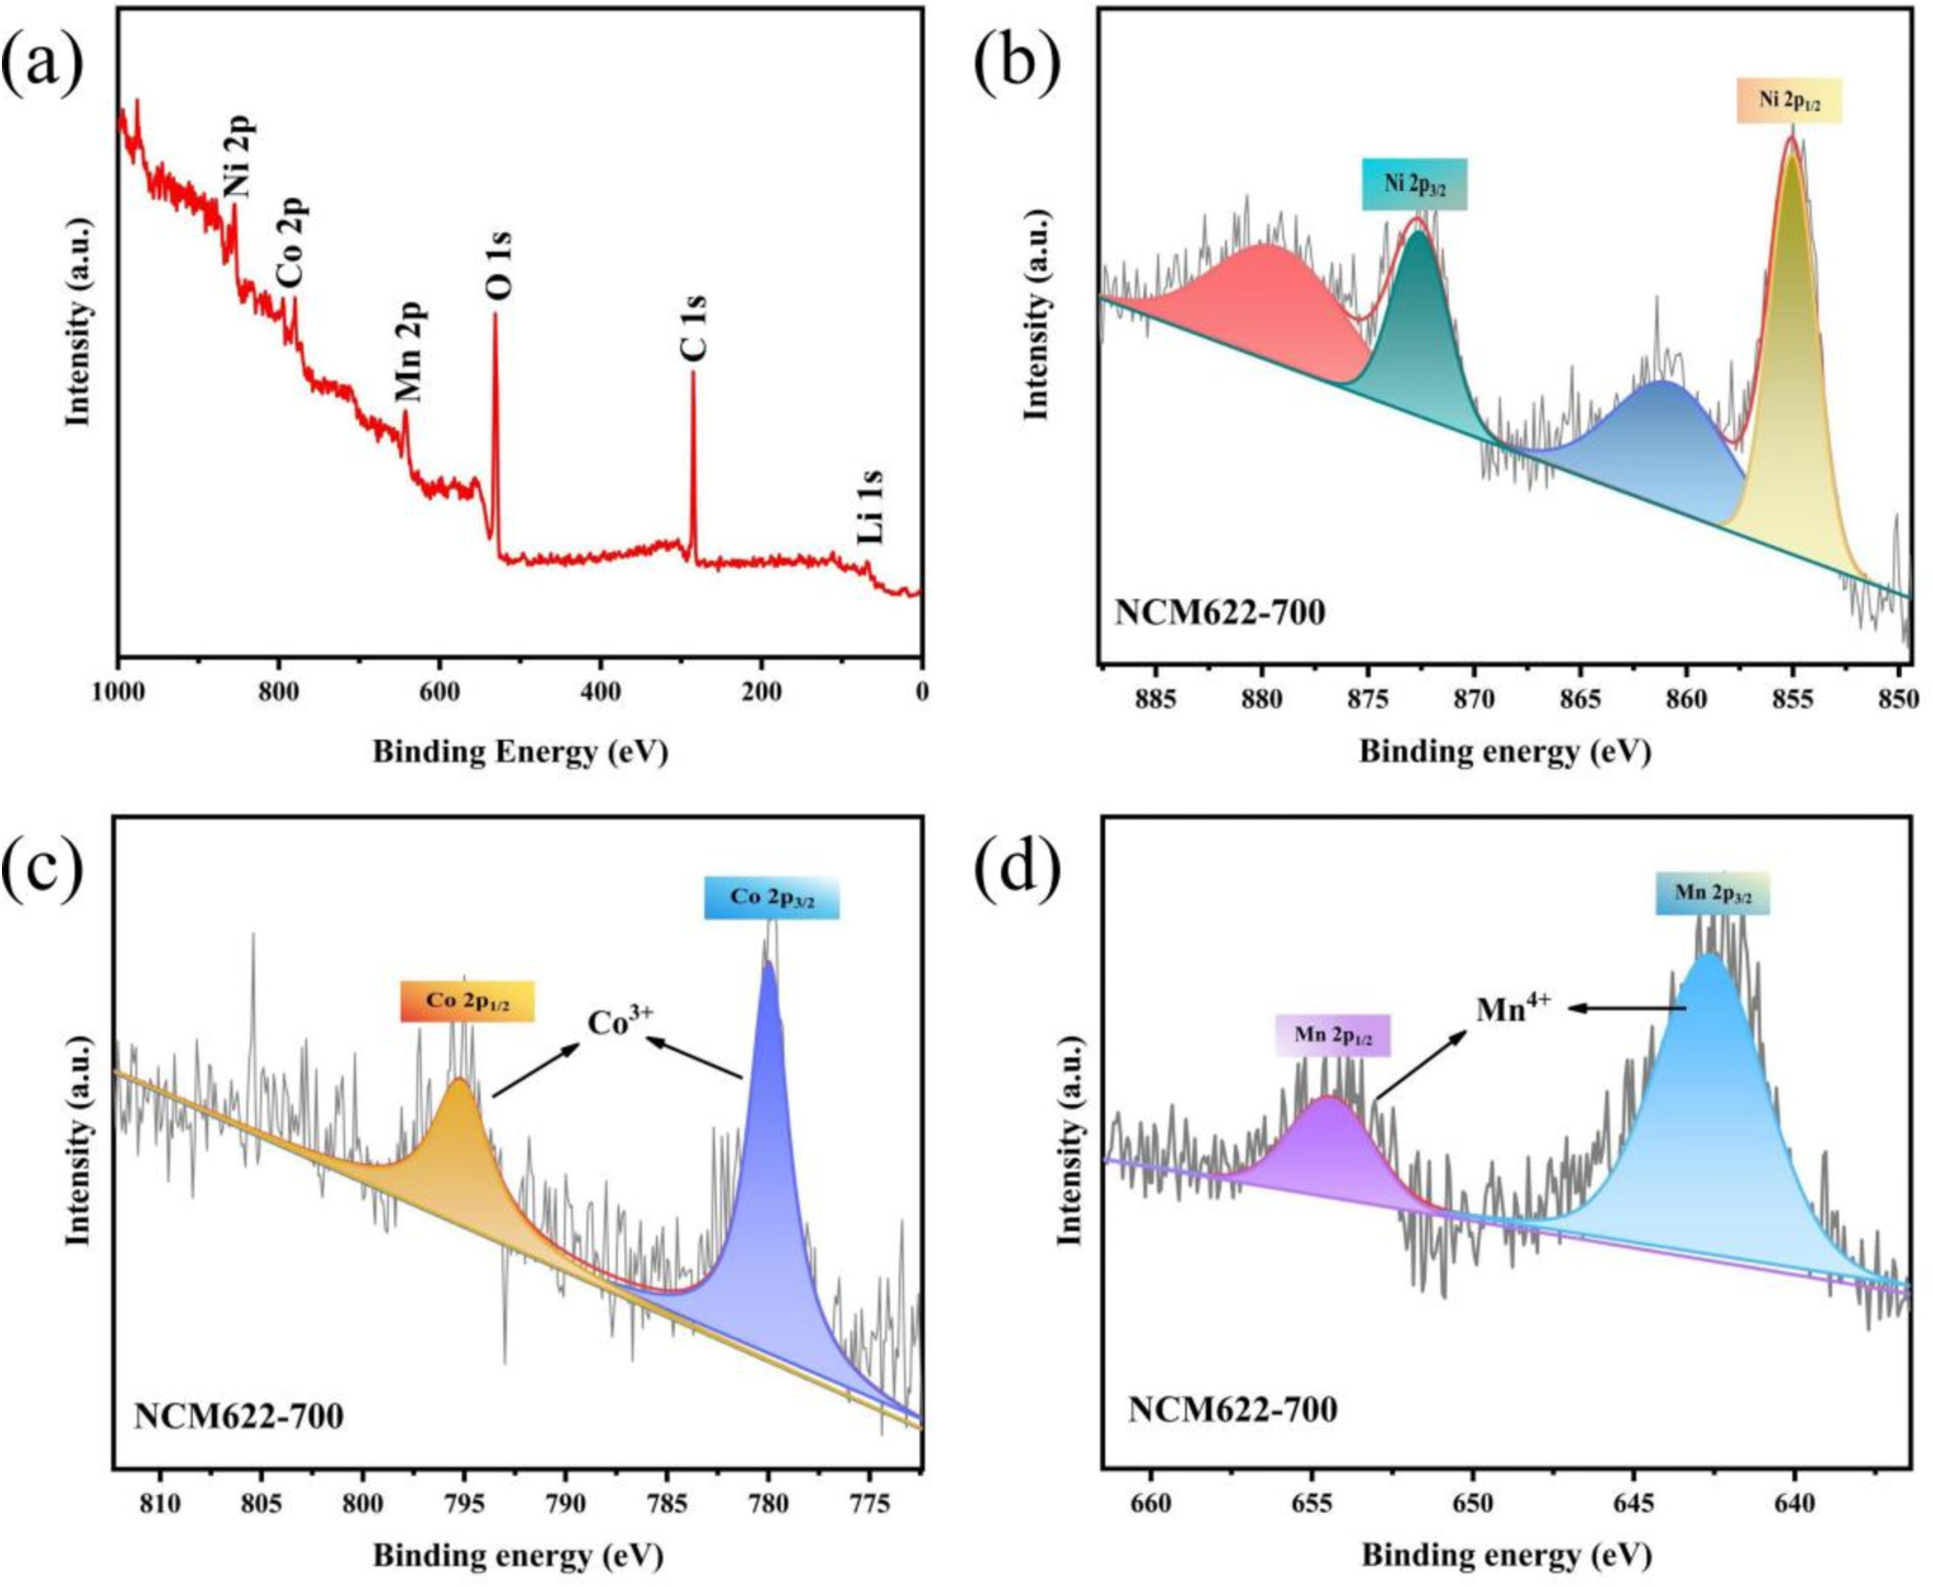 (a)
Intensity (a.u.)
Ni 2p
Co 2p
Mn 2p
O 1s
C 1s
Li 1s
1000 800 600 400 200 0
Binding Energy (eV)
(b)
Intensity (a.u.)
Ni 2p3/2
Ni 2p1/2
NCM622-700
885 880 875 870 865 860 855 850
Binding energy (eV)
(c)
Intensity (a.u.)
Co 2p1/2
Co³⁺
Co 2p3/2
NCM622-700
810 805 800 795 790 785 780 775
Binding energy (eV)
(d)
Intensity (a.u.)
Mn 2p1/2
Mn⁴⁺
Mn 2p3/2
NCM622-700
660 655 650 645 640
Binding energy (eV)